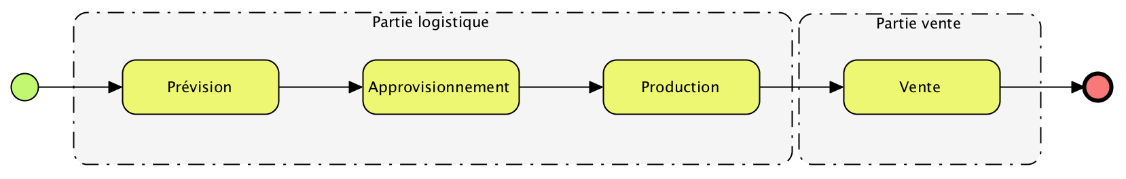 Partie logistique
Partie vente
Prévision
Approvisionnement
Production
Vente